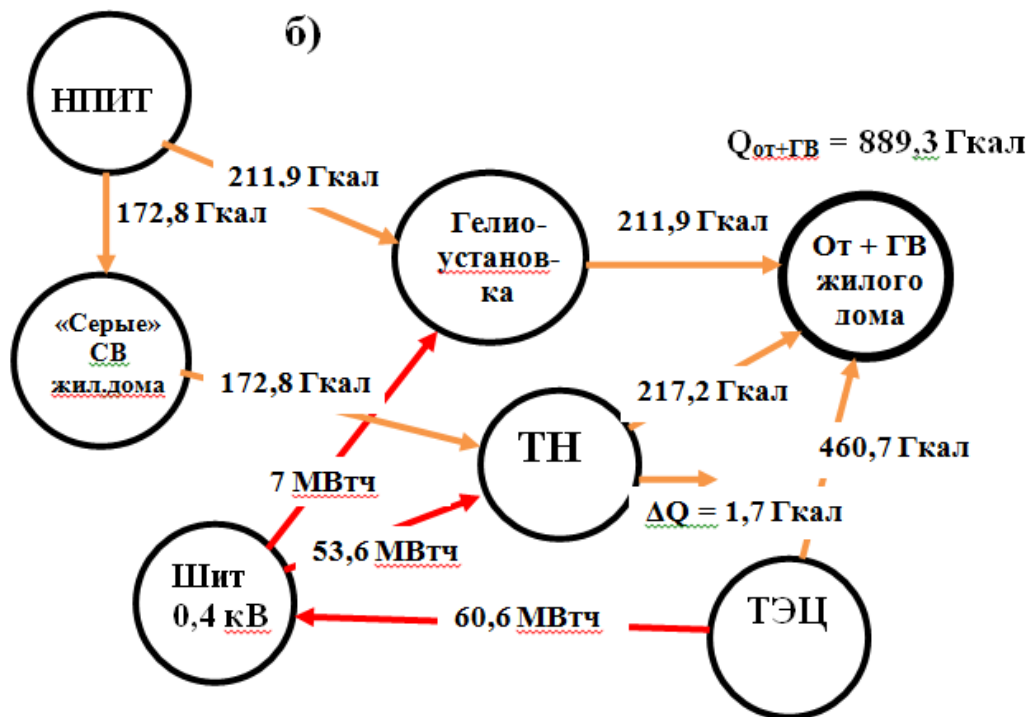 б)
НПИТ
Qот+ГВ = 889,3 Гкал
211,9 Гкал
172,8 Гкал
Гелио-
установ-
ка
211,9 Гкал
От + ГВ
жилого
дома
«Серые»
СВ
жил.дома
172,8 Гкал
217,2 Гкал
ТН
460,7 Гкал
7 МВтч
ΔQ = 1,7 Гкал
53,6 МВтч
Шит
0,4 кВ
60,6 МВтч
ТЭЦ